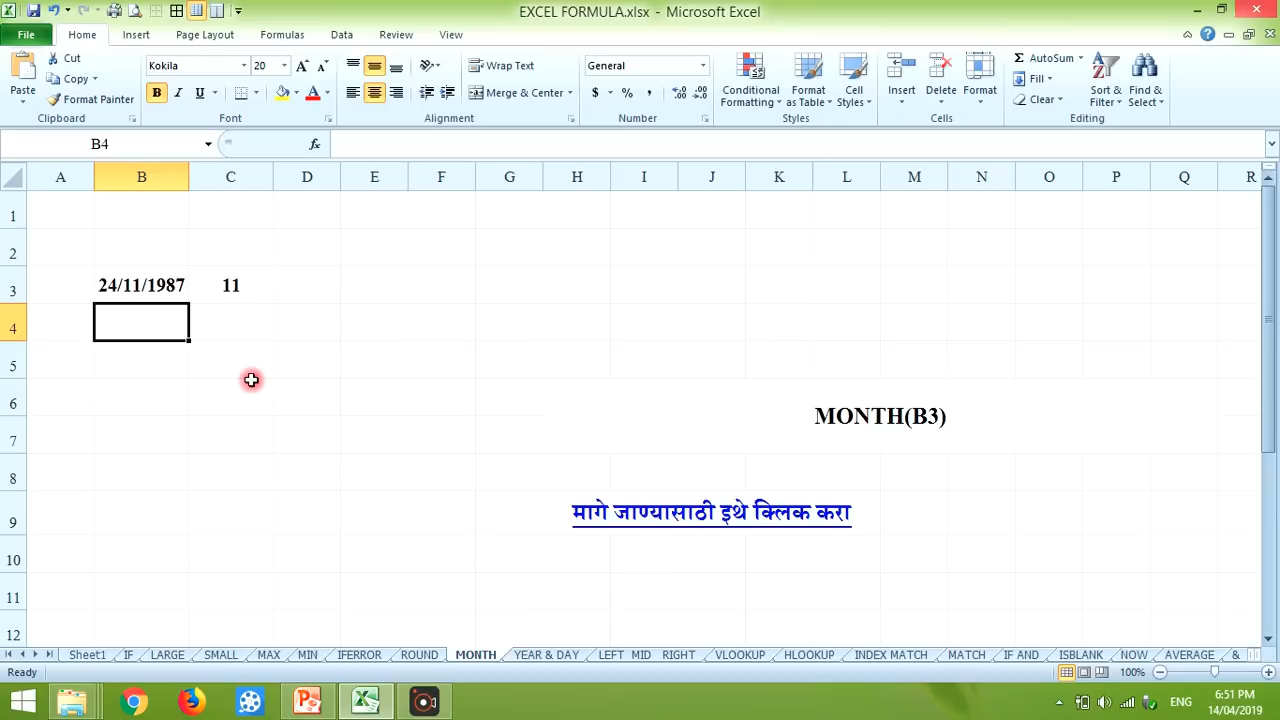 EXCEL FORMULA.xlsx - Microsoft Excel
File Home Insert Page Layout Formulas Data Review View
Cut Kokila 20 Wrap Text General AutoSum
Copy Fill
Paste Format Painter B I U Merge & Center $ % , Conditional Formatting Format as Table Cell Styles Insert Delete Format Clear Sort & Filter Find & Select
Clipboard Font Alignment Number Styles Cells Editing
B4 fx
A B C D E F G H I J K L M N O P Q R
1
2
3 24/11/1987 11
4
5
6
MONTH(B3)
7
8
9 मागे जाण्यासाठी इथे क्लिक करा
10
11
12
Sheet1 IF LARGE SMALL MAX MIN IFERROR ROUND MONTH YEAR & DAY LEFT MID RIGHT VLOOKUP HLOOKUP INDEX MATCH MATCH IF AND ISBLANK NOW AVERAGE &
Ready 100%
ENG 6:51 PM
14/04/2019